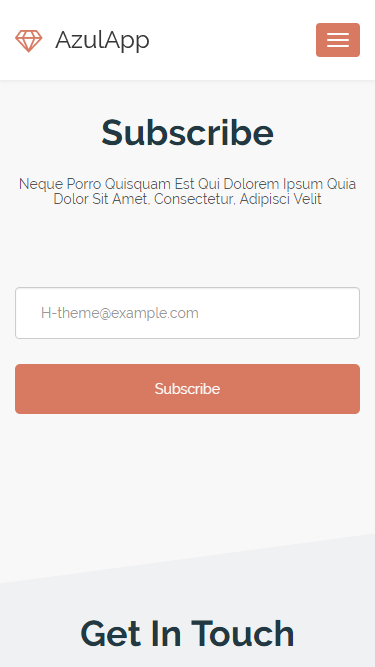 AzulApp
Subscribe
Neque Porro Quisquam Est Qui Dolorem Ipsum Quia
Dolor Sit Amet, Consectetur, Adipisci Velit
H-theme@example.com
Subscribe
Get In Touch